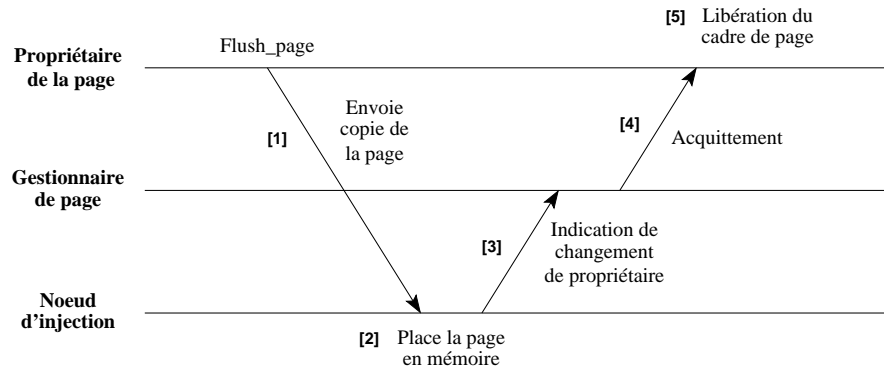 [5] Libération du
cadre de page
Flush_page
Propriétaire
de la page
Envoie
copie de
la page
[1]
[4]
Acquittement
Gestionnaire
de page
Indication de
changement
de propriétaire
[3]
Noeud
d'injection
[2] Place la page
en mémoire